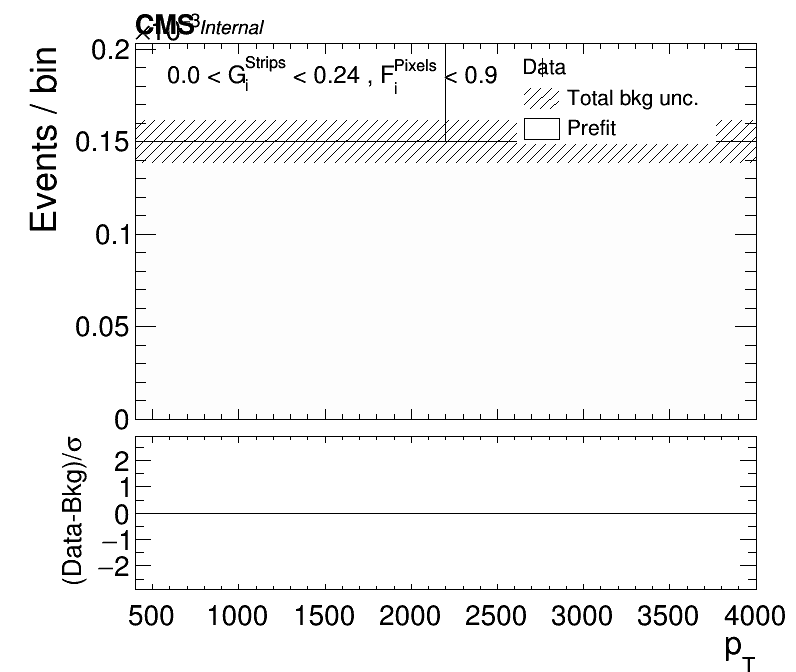 CMS Internal
×10⁻³
0.2
0.0 < G_i^Strips < 0.24 , F_i^Pixels < 0.9
Data
Total bkg unc.
Prefit
Events / bin
0.15
0.1
0.05
0
(Data-Bkg)/σ
2
1
0
−1
−2
500 1000 1500 2000 2500 3000 3500 4000
p_T